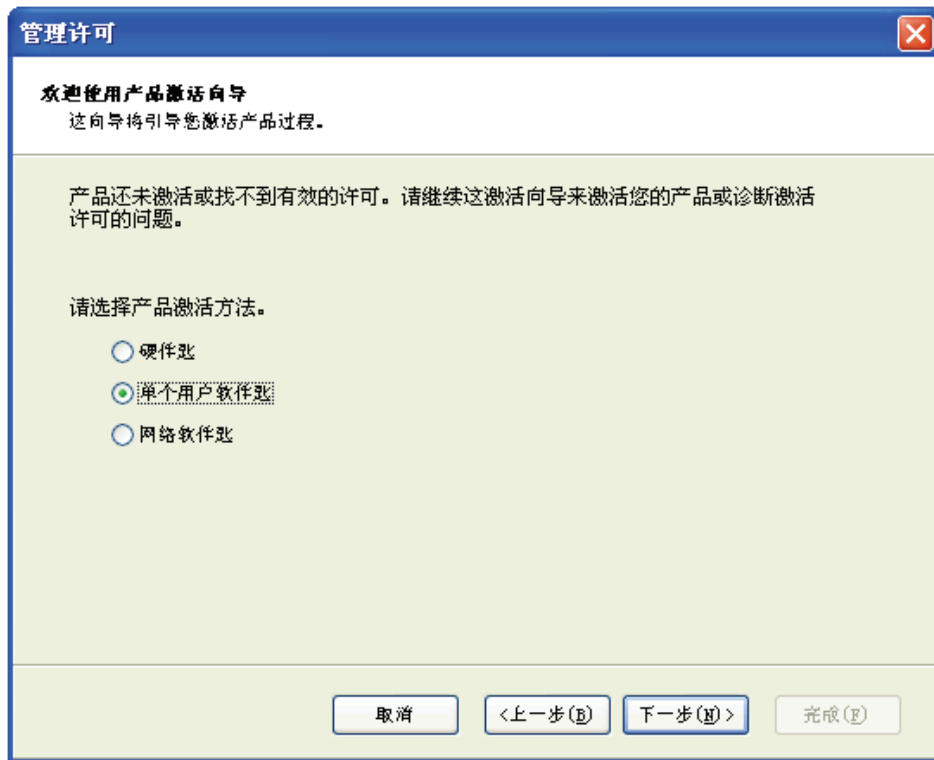 管理许可
欢迎使用产品激活向导
这向导将引导您激活产品过程。
产品还未激活或找不到有效的许可。请继续这激活向导来激活您的产品或诊断激活
许可的问题。
请选择产品激活方法。
硬件匙
单个用户软件匙
网络软件匙
取消
<上一步(B)
下一步(N)>
完成(F)